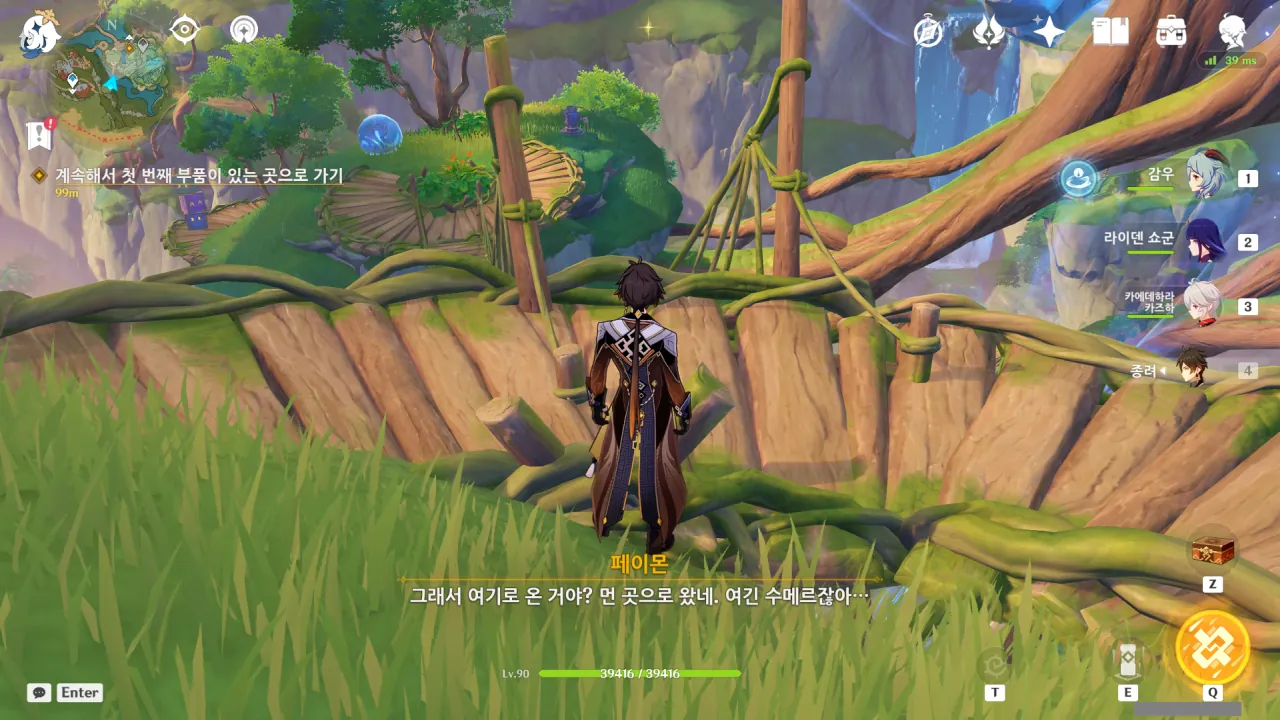 N
39 ms
계속해서 첫 번째 부품이 있는 곳으로 가기
99m
감우
1
라이덴 쇼군
2
카에데하라
카즈하
3
종려
4
페이몬
그래서 여기로 온 거야? 먼 곳으로 왔네. 여긴 수메르잖아…
Z
Lv.90
39416 / 39416
Enter
T
E
Q